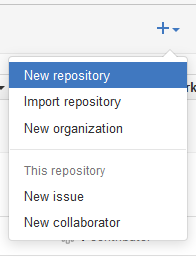 New repository
Import repository
New organization
This repository
New issue
New collaborator